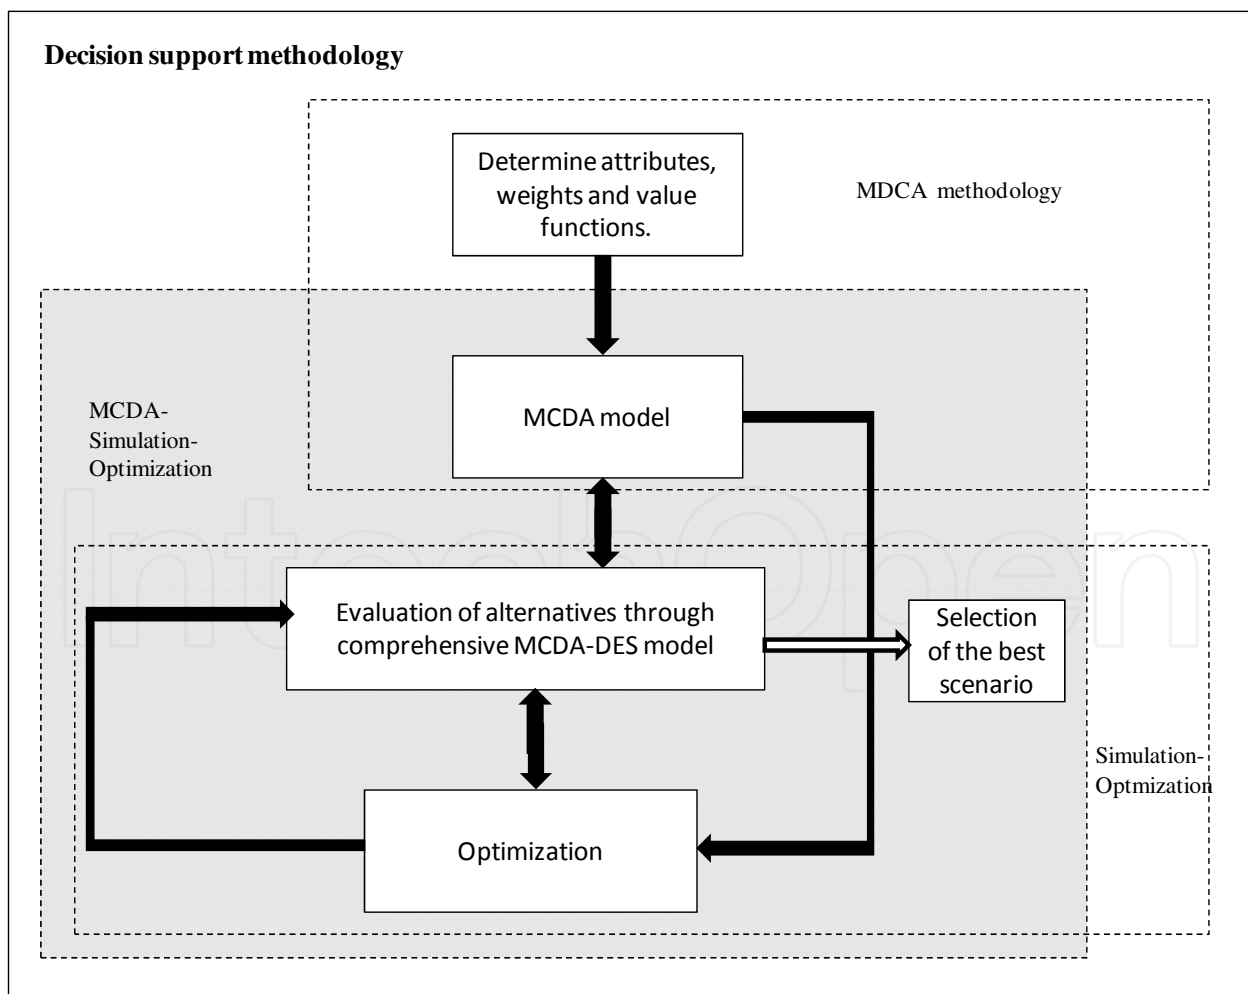 Decision support methodology
Determine attributes,
weights and value
functions.
MDCA methodology
MCDA model
MCDA-
Simulation-
Optimization
IntechOpen
Evaluation of alternatives through
comprehensive MCDA-DES model
Selection
of the best
scenario
Simulation-
Optmization
Optimization